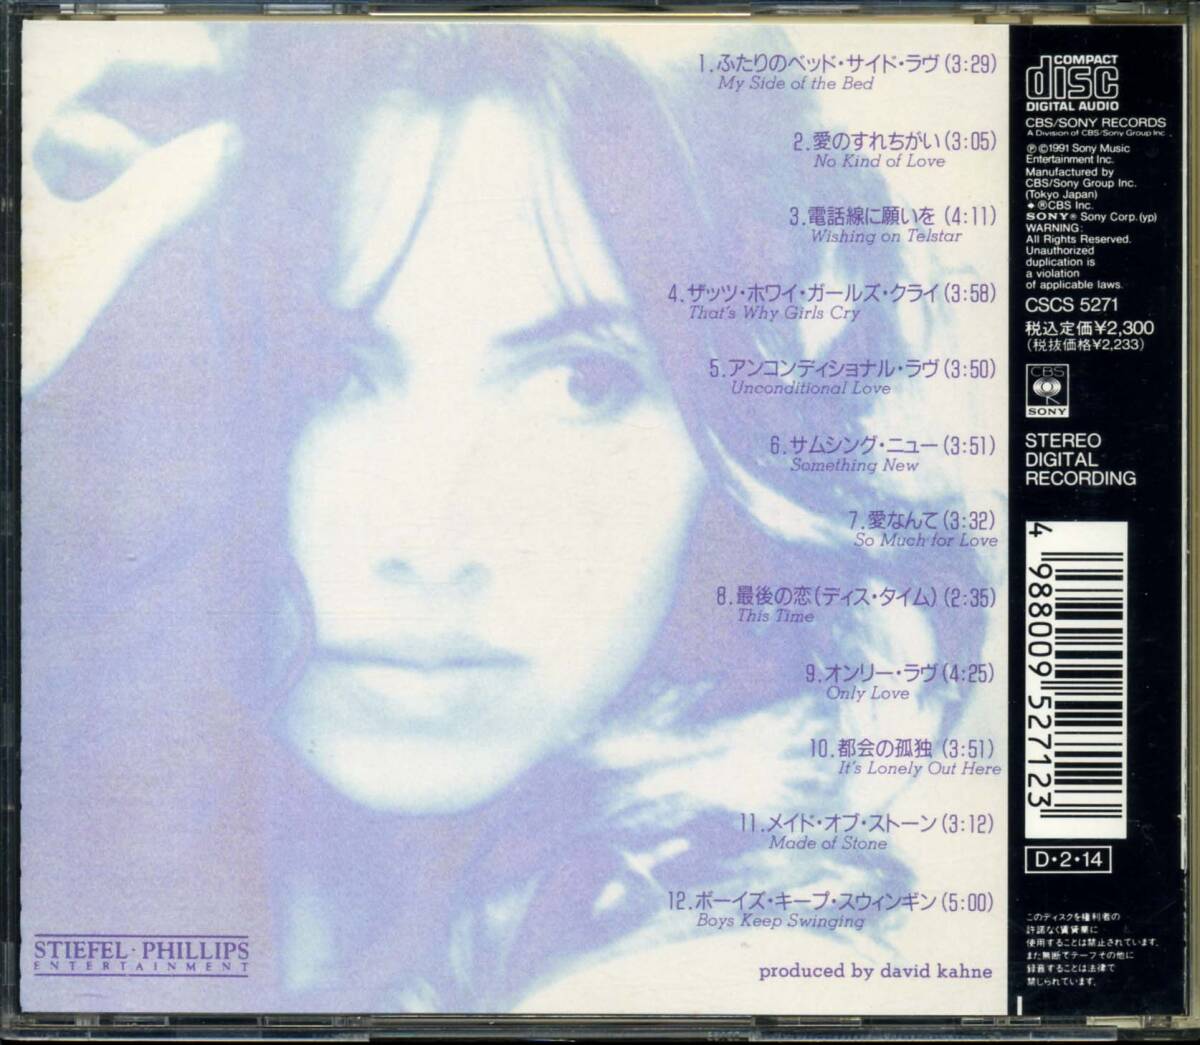 1.ふたりのベッド・サイド・ラヴ(3:29)
My Side of the Bed
2.愛のすれちがい(3:05)
No Kind of Love
3.電話線に願いを (4:11)
Wishing on Telstar
4.ザッツ・ホワイ・ガールズ・クライ(3:58)
That's Why Girls Cry
5.アンコンディショナル・ラヴ(3:50)
Unconditional Love
6.サムシング・ニュー(3:51)
Something New
7.愛なんて(3:32)
So Much for Love
8.最後の恋(ディス・タイム)(2:35)
This Time
9.オンリー・ラヴ(4:25)
Only Love
10.都会の孤独 (3:51)
It's Lonely Out Here
11.メイド・オブ・ストーン(3:12)
Made of Stone
12.ボーイズ・キープ・スウィンギン(5:00)
Boys Keep Swinging
produced by david kahne
STIEFEL·PHILLIPS
ENTERTAINMENT
COMPACT
disc
DIGITAL AUDIO
CBS/SONY RECORDS
A Division of CBS/Sony Group Inc.
℗©1991 Sony Music
Entertainment Inc.
Manufactured by
CBS/Sony Group Inc.
(Tokyo Japan)
◆®CBS Inc.
SONY® Sony Corp.(yp)
WARNING:
All Rights Reserved.
Unauthorized
duplication is
a violation
of applicable laws.
CSCS 5271
税込定価¥2,300
(税抜価格¥2,233)
CBS
SONY
STEREO
DIGITAL
RECORDING
4 988009 527123
D・2・14
このディスクを権利者の
許諾なく賃貸業に
使用することは禁止されています。
また無断でテープその他に
録音することは法律で
禁じられています。